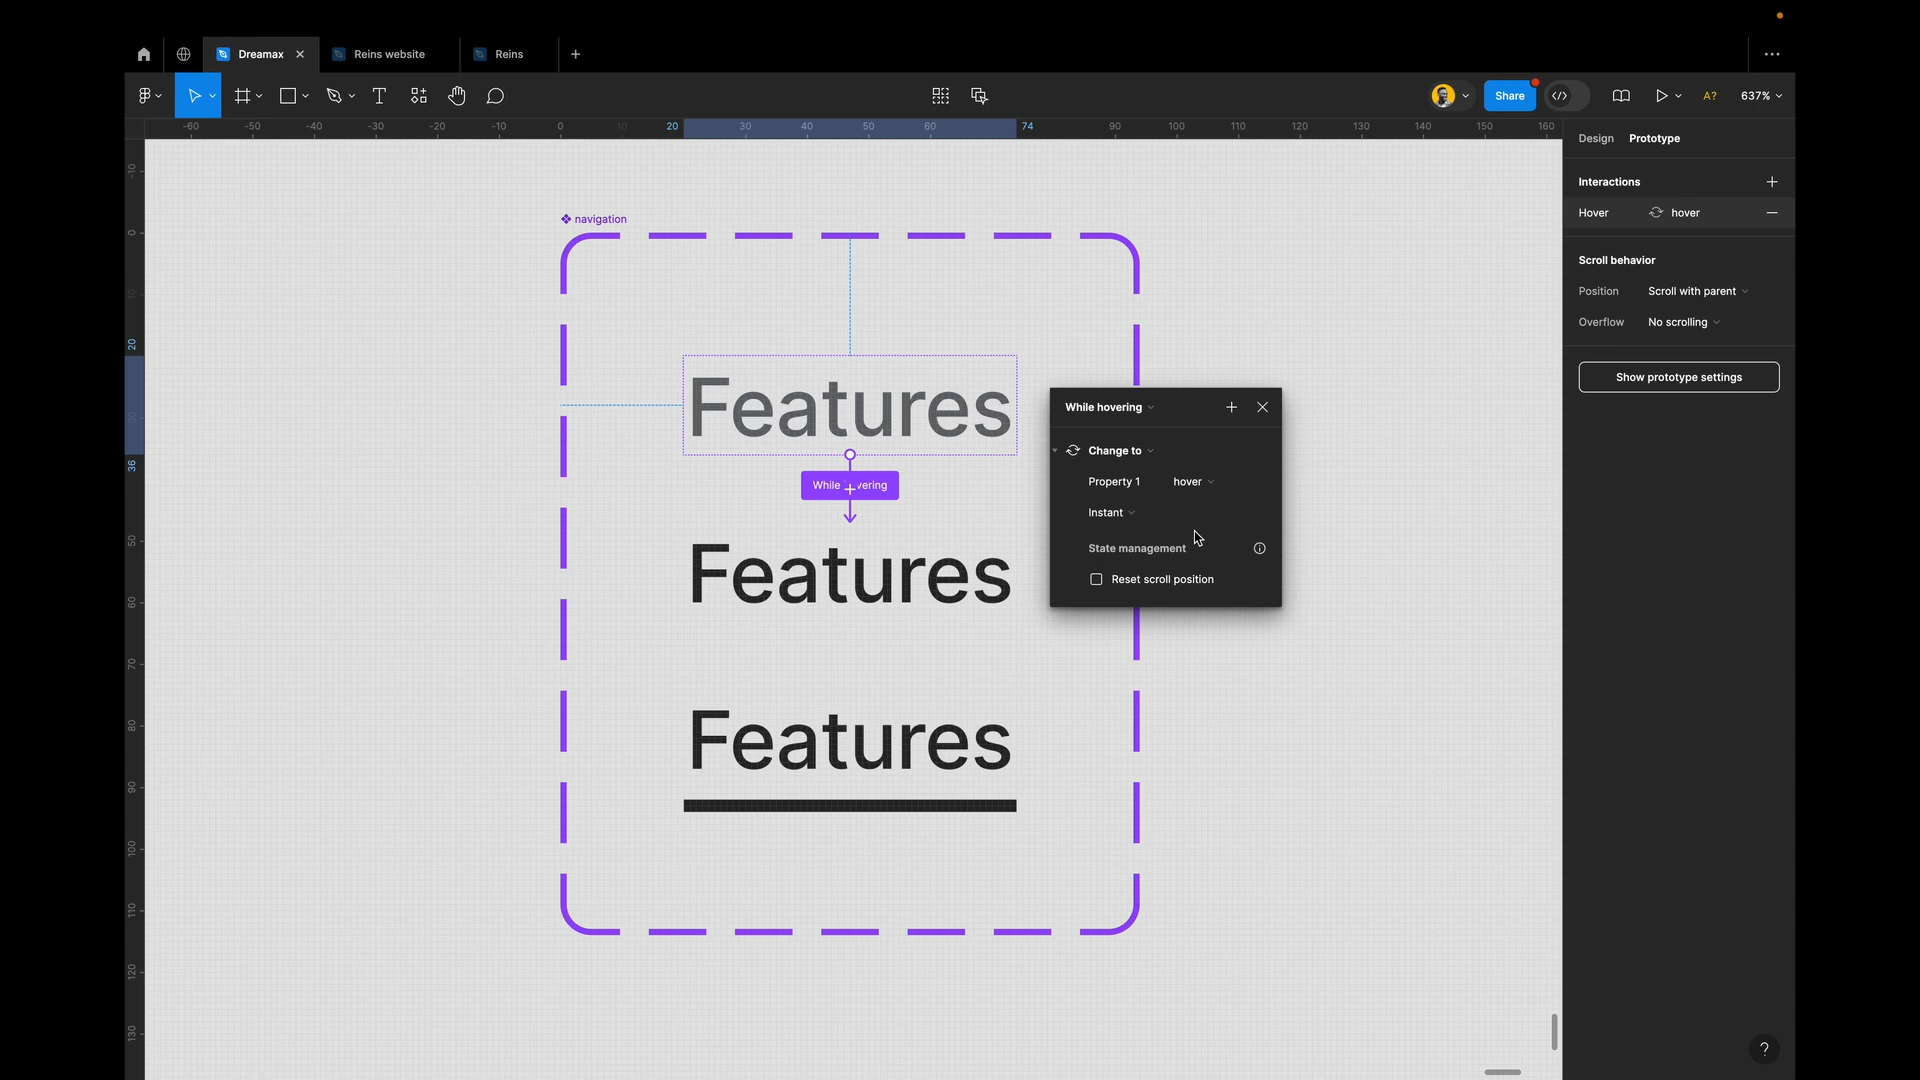 Dreamax
Reins website
Reins
Share
A?
637%
-60 -50 -40 -30 -20 -10 0 10 20 30 40 50 60 74 90 100 110 120 130 140 150 160
-10
0
10
20
30
36
50
60
70
80
90
100
110
120
130
navigation
Features
While vering
Features
Features
While hovering
Change to
Property 1 hover
Instant
State management
Reset scroll position
Design Prototype
Interactions
Hover hover
Scroll behavior
Position Scroll with parent
Overflow No scrolling
Show prototype settings
?